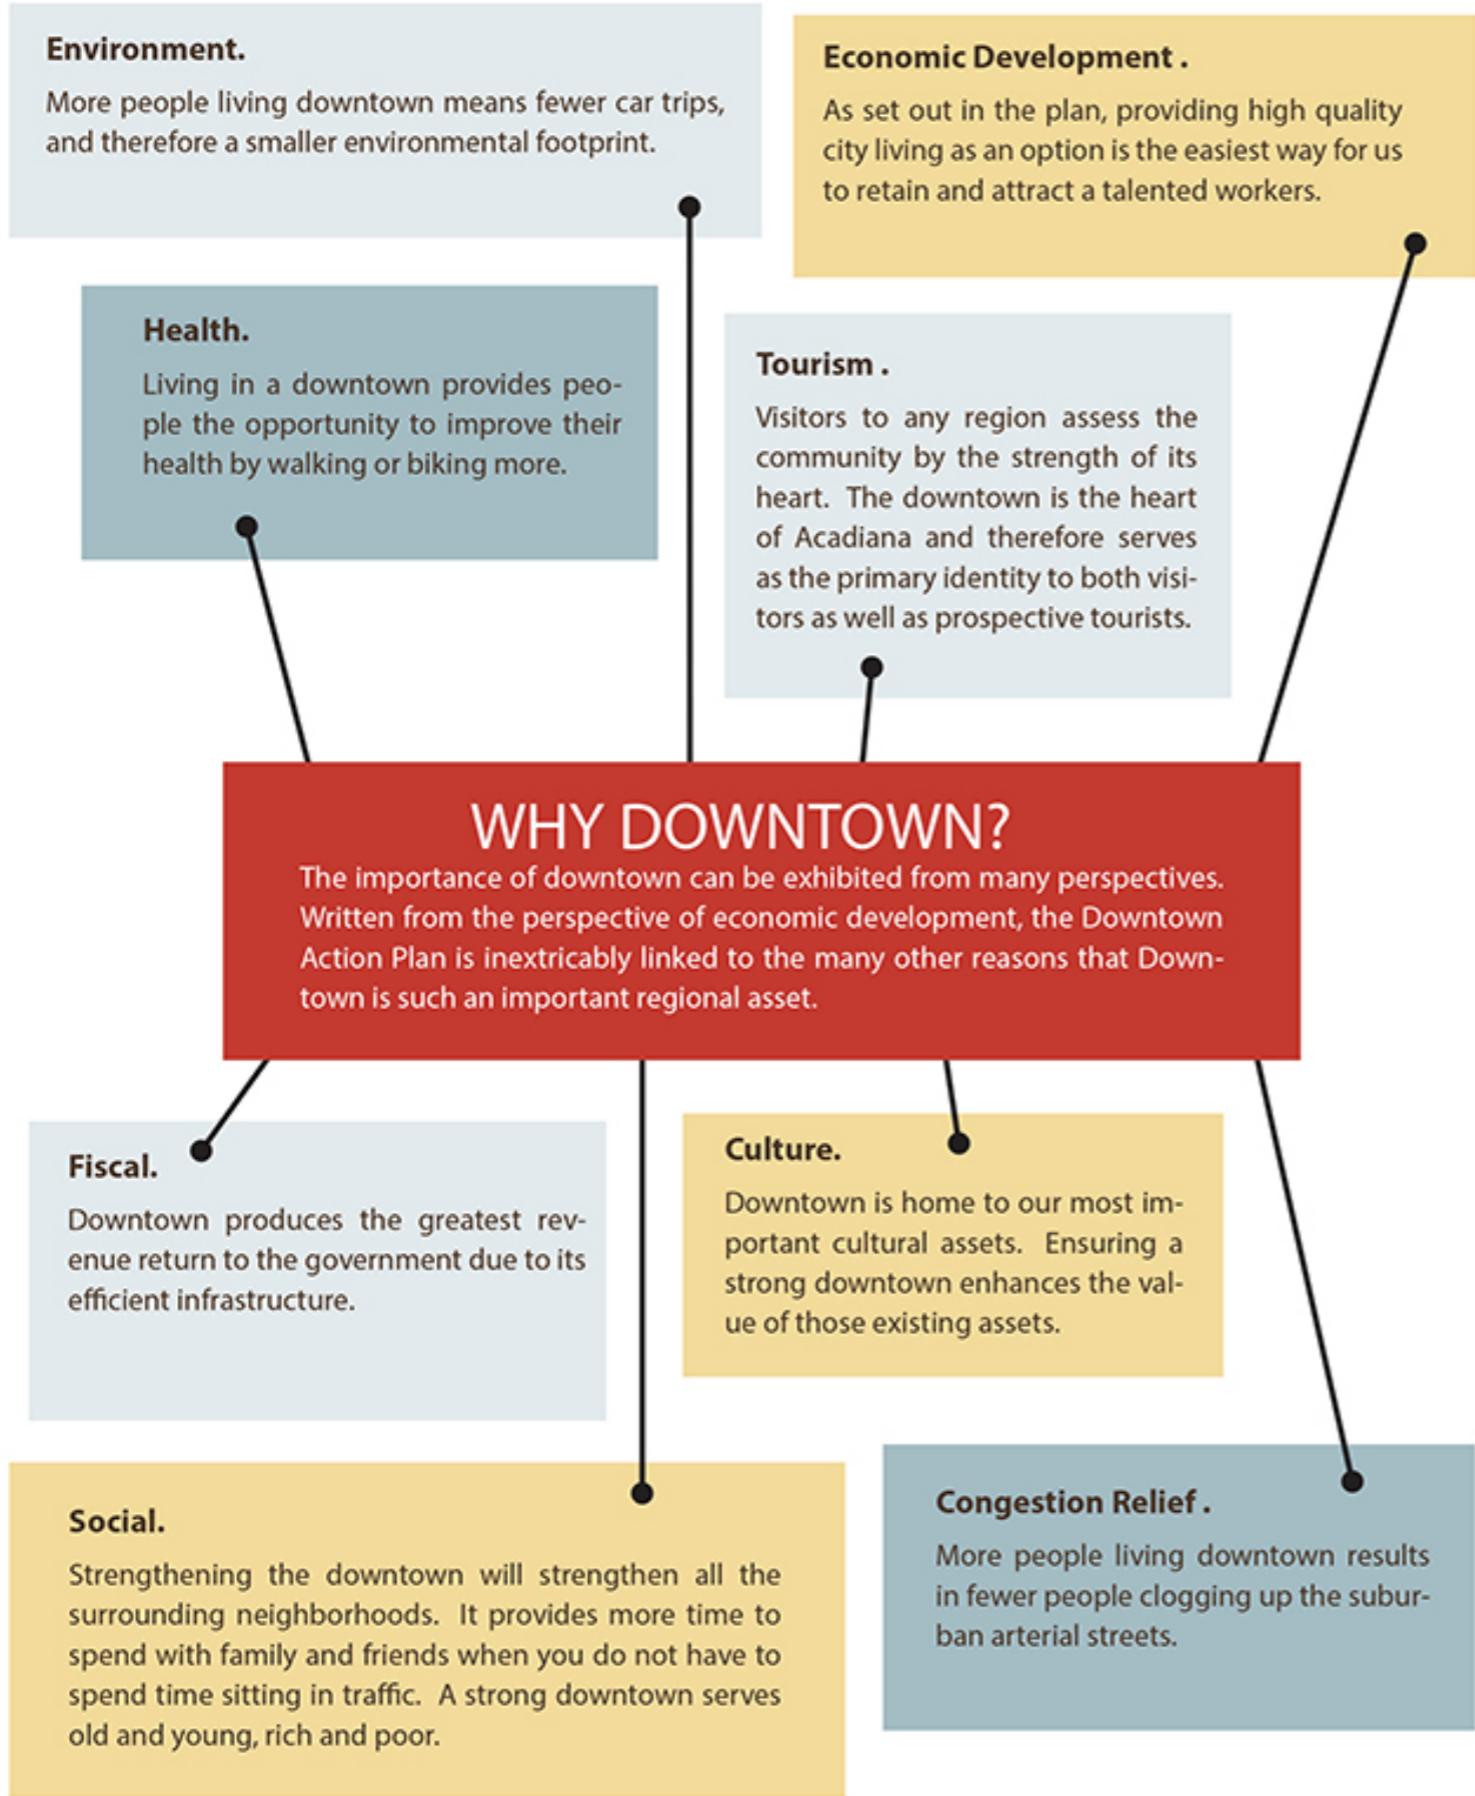 Environment.
More people living downtown means fewer car trips,
and therefore a smaller environmental footprint.
Economic Development .
As set out in the plan, providing high quality
city living as an option is the easiest way for us
to retain and attract a talented workers.
Health.
Living in a downtown provides peo-
ple the opportunity to improve their
health by walking or biking more.
Tourism .
Visitors to any region assess the
community by the strength of its
heart. The downtown is the heart
of Acadiana and therefore serves
as the primary identity to both visi-
tors as well as prospective tourists.
WHY DOWNTOWN?
The importance of downtown can be exhibited from many perspectives.
Written from the perspective of economic development, the Downtown
Action Plan is inextricably linked to the many other reasons that Down-
town is such an important regional asset.
Fiscal.
Downtown produces the greatest rev-
enue return to the government due to its
efficient infrastructure.
Culture.
Downtown is home to our most im-
portant cultural assets. Ensuring a
strong downtown enhances the val-
ue of those existing assets.
Social.
Strengthening the downtown will strengthen all the
surrounding neighborhoods. It provides more time to
spend with family and friends when you do not have to
spend time sitting in traffic. A strong downtown serves
old and young, rich and poor.
Congestion Relief .
More people living downtown results
in fewer people clogging up the subur-
ban arterial streets.